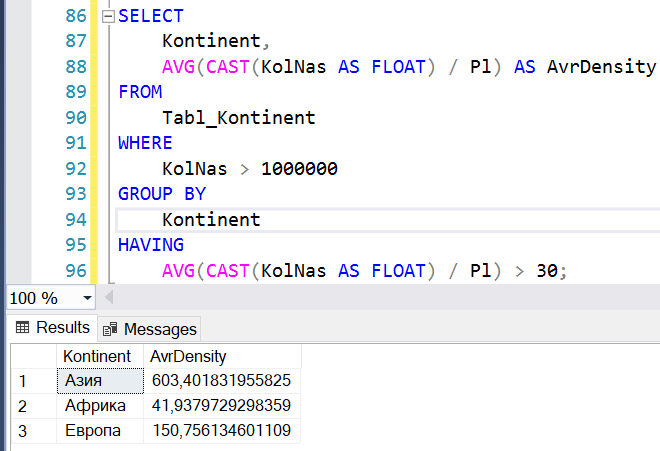 86 SELECT
87 Kontinent,
88 AVG(CAST(KolNas AS FLOAT) / Pl) AS AvrDensity
89 FROM
90 Tabl_Kontinent
91 WHERE
92 KolNas > 1000000
93 GROUP BY
94 Kontinent
95 HAVING
96 AVG(CAST(KolNas AS FLOAT) / Pl) > 30;
100 %
Results Messages
Kontinent AvrDensity
1 Азия 603,401831955825
2 Африка 41,9379729298359
3 Европа 150,756134601109